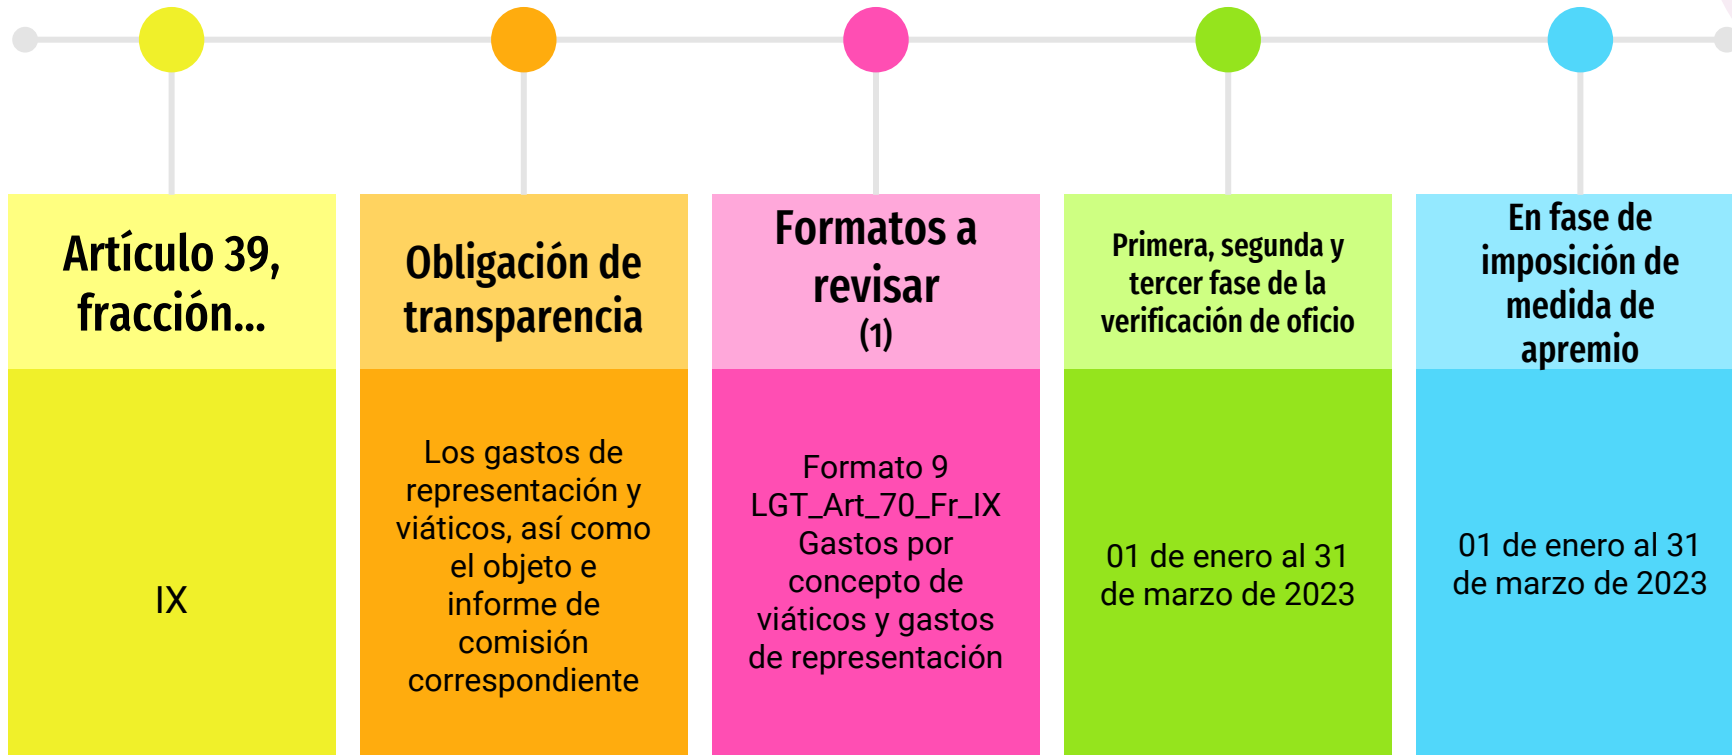 Artículo 39,
fracción...
IX
Obligación de
transparencia
Los gastos de
representación y
viáticos, así como
el objeto e
informe de
comisión
correspondiente
Formatos a
revisar
(1)
Formato 9
LGT_Art_70_Fr_IX
Gastos por
concepto de
viáticos y gastos
de representación
Primera, segunda y
tercer fase de la
verificación de oficio
01 de enero al 31
de marzo de 2023
En fase de
imposición de
medida de
apremio
01 de enero al 31
de marzo de 2023